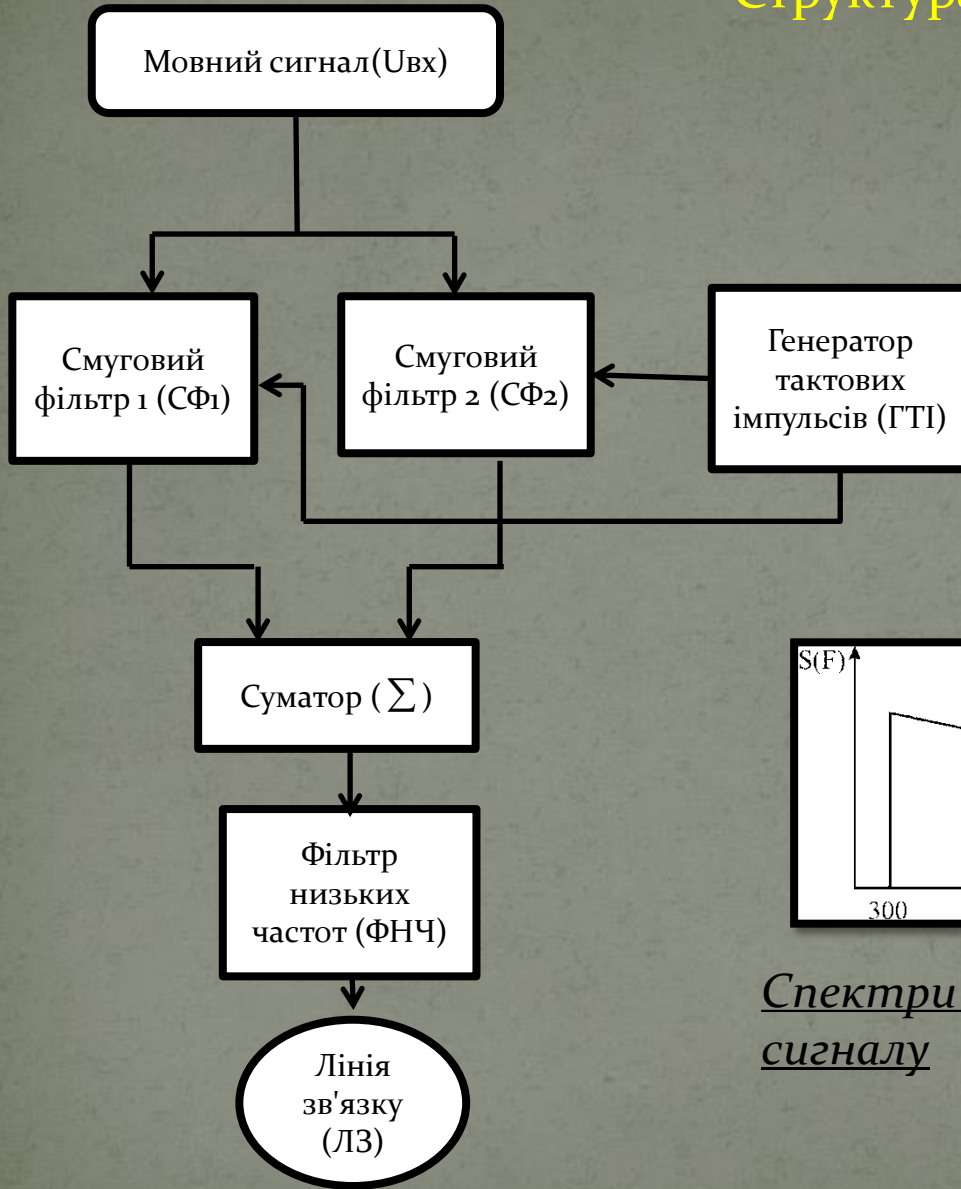 Мовний сигнал(Uвх)
Смуговий
фільтр 1 (СФ1)
Смуговий
фільтр 2 (СФ2)
Генератор
тактових
імпульсів (ГТІ)
Суматор (∑)
Фільтр
низьких
частот (ФНЧ)
Лінія
зв'язку
(ЛЗ)
S(F)
300
Спектри
сигналу